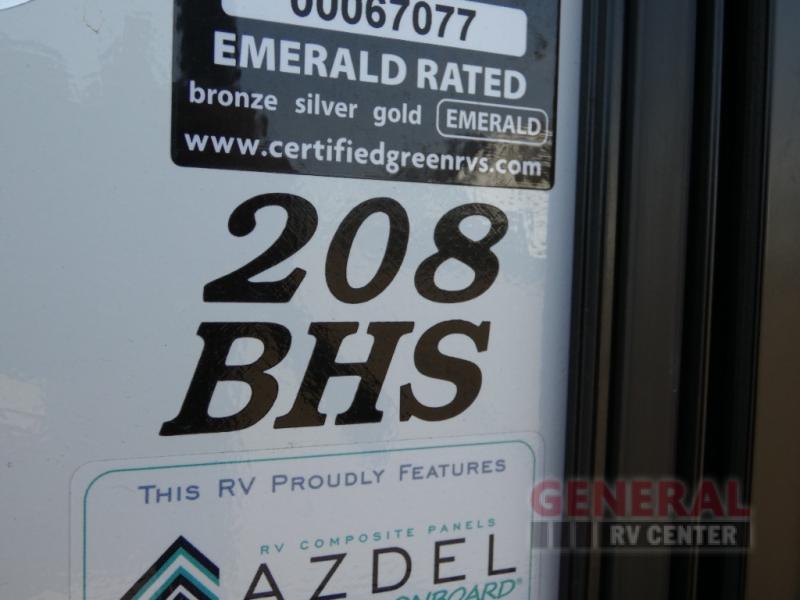 00067077
EMERALD RATED
bronze silver gold EMERALD
www.certifiedgreenrvs.com
208
BHS
THIS RV PROUDLY FEATURES
RV COMPOSITE PANELS
AZDEL
ONBOARD®
GENERAL
RV CENTER